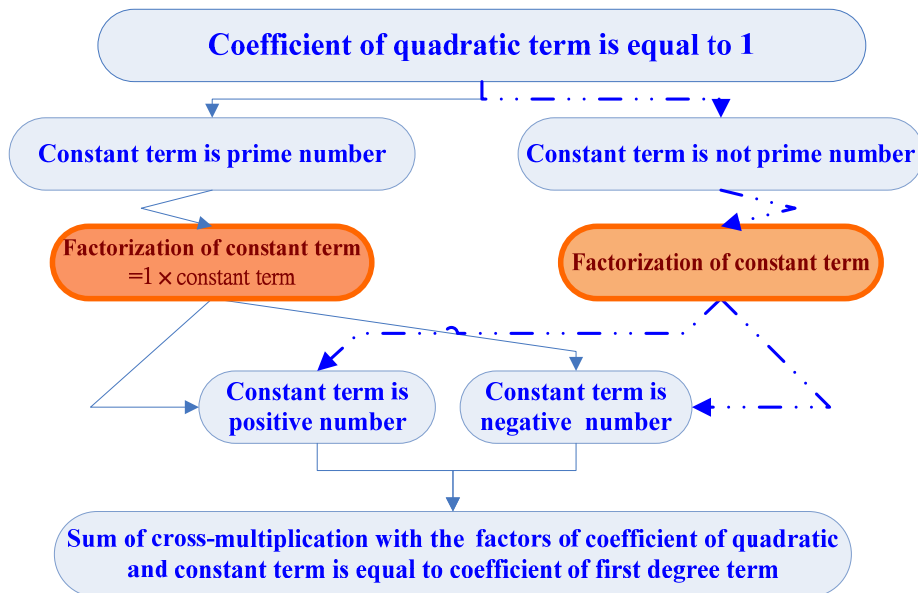 Coefficient of quadratic term is equal to 1
Constant term is prime number
Constant term is not prime number
Factorization of constant term
=1 × constant term
Factorization of constant term
Constant term is
positive number
Constant term is
negative number
Sum of cross-multiplication with the factors of coefficient of quadratic
and constant term is equal to coefficient of first degree term